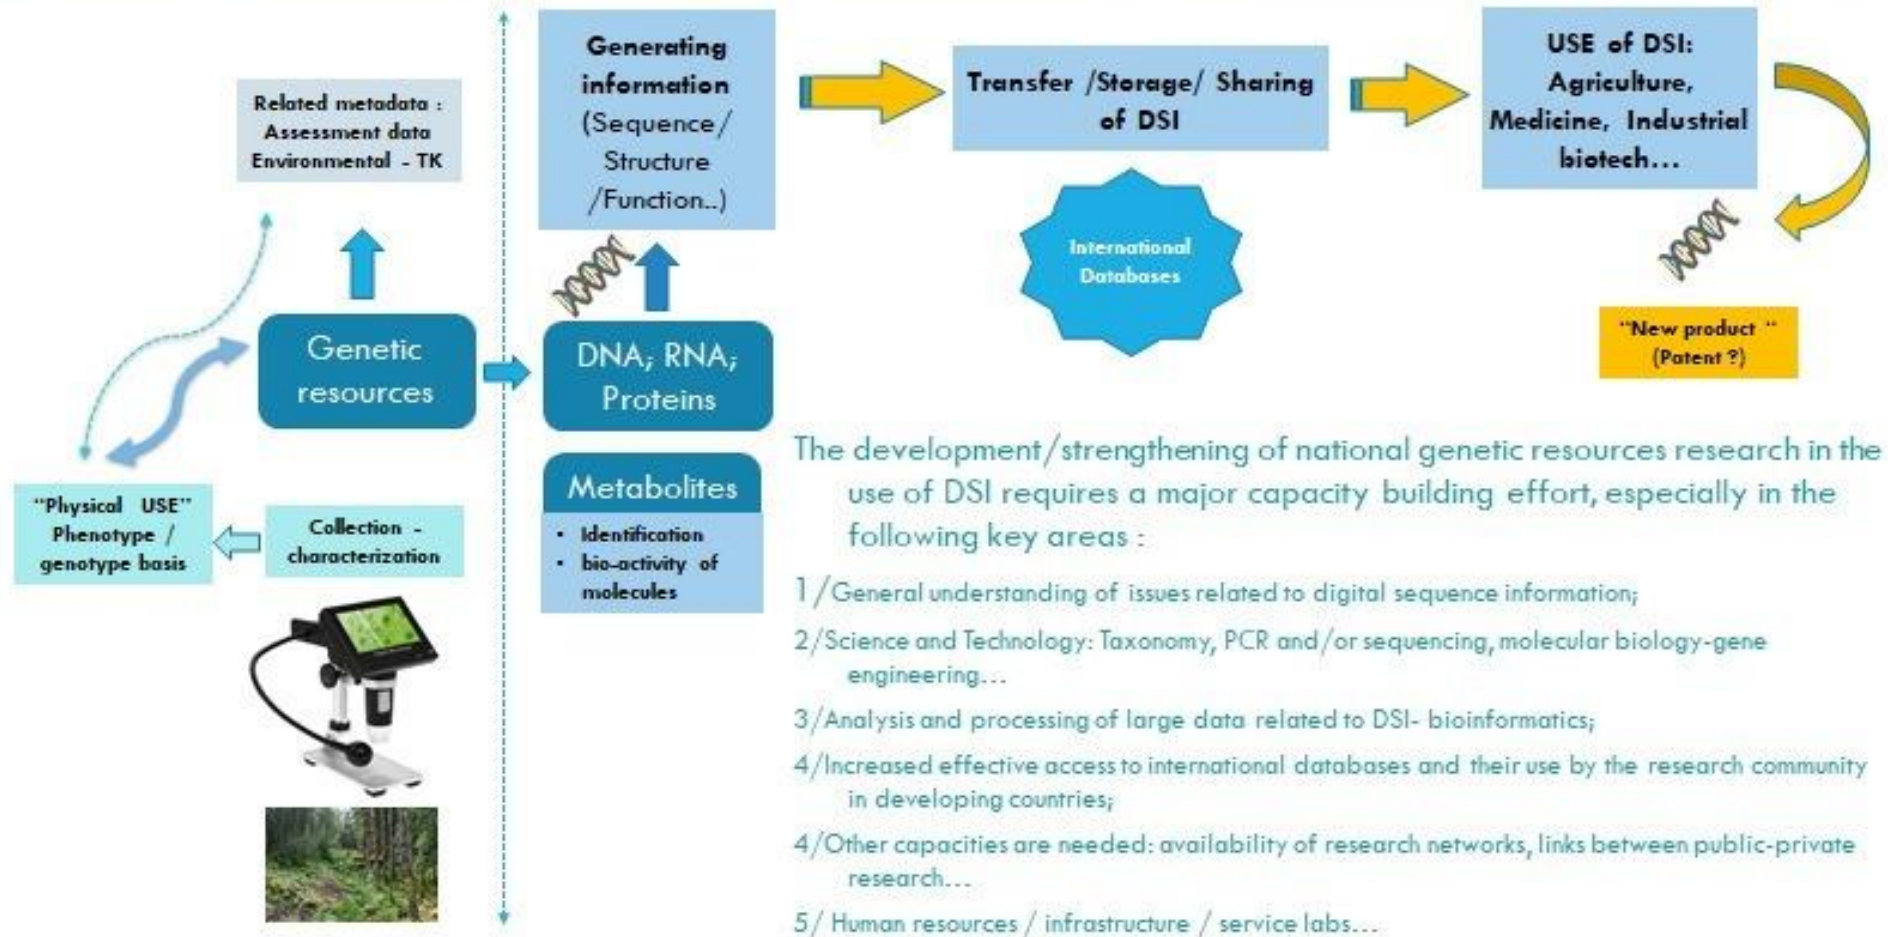 Related metadata :
Assessment data
Environmental - TK
Genetic
resources
"Physical USE"
Phenotype /
genotype basis
Collection -
characterization
Generating
information
(Sequence/
Structure
/Function..)
DNA; RNA;
Proteins
Metabolites
• Identification
• bio-activity of
molecules
Transfer /Storage/ Sharing
of DSI
International
Databases
USE of DSI:
Agriculture,
Medicine, Industrial
biotech...
"New product "
(Patent ?)
The development/strengthening of national genetic resources research in the
use of DSI requires a major capacity building effort, especially in the
following key areas :
1/General understanding of issues related to digital sequence information;
2/Science and Technology: Taxonomy, PCR and/or sequencing, molecular biology-gene
engineering...
3/Analysis and processing of large data related to DSI- bioinformatics;
4/Increased effective access to international databases and their use by the research community
in developing countries;
4/Other capacities are needed: availability of research networks, links between public-private
research...
5/ Human resources / infrastructure / service labs...